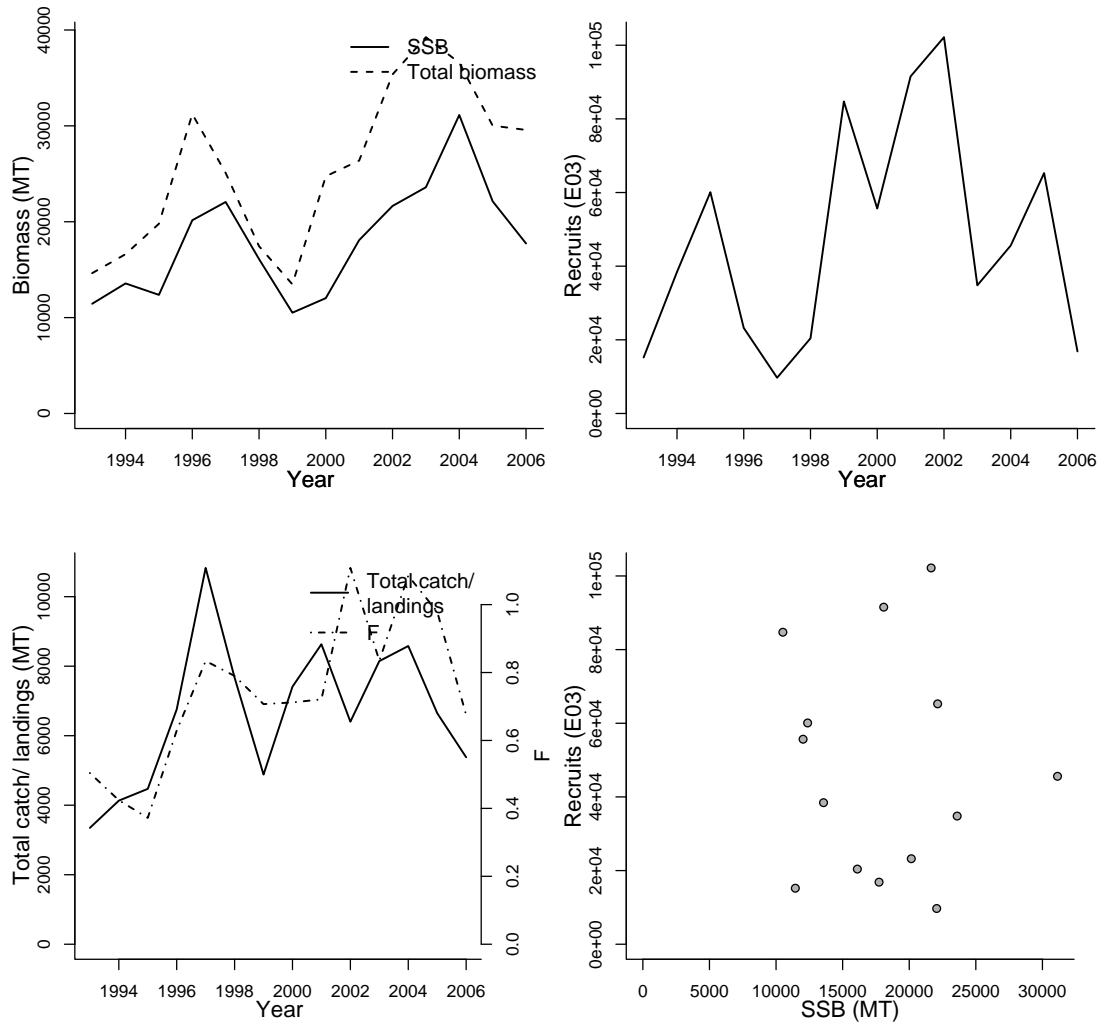 Biomass (MT)
0
10000
20000
30000
40000
SSB
Total biomass
1994 1996 1998 2000 2002 2004 2006
Year
Recruits (E03)
0e+00
2e+04
4e+04
6e+04
8e+04
1e+05
1994 1996 1998 2000 2002 2004 2006
Year
Total catch/ landings (MT)
0
2000
4000
6000
8000
10000
Total catch/
landings
F
F
0.0
0.2
0.4
0.6
0.8
1.0
1994 1996 1998 2000 2002 2004 2006
Year
Recruits (E03)
0e+00
2e+04
4e+04
6e+04
8e+04
1e+05
0 5000 10000 15000 20000 25000 30000
SSB (MT)